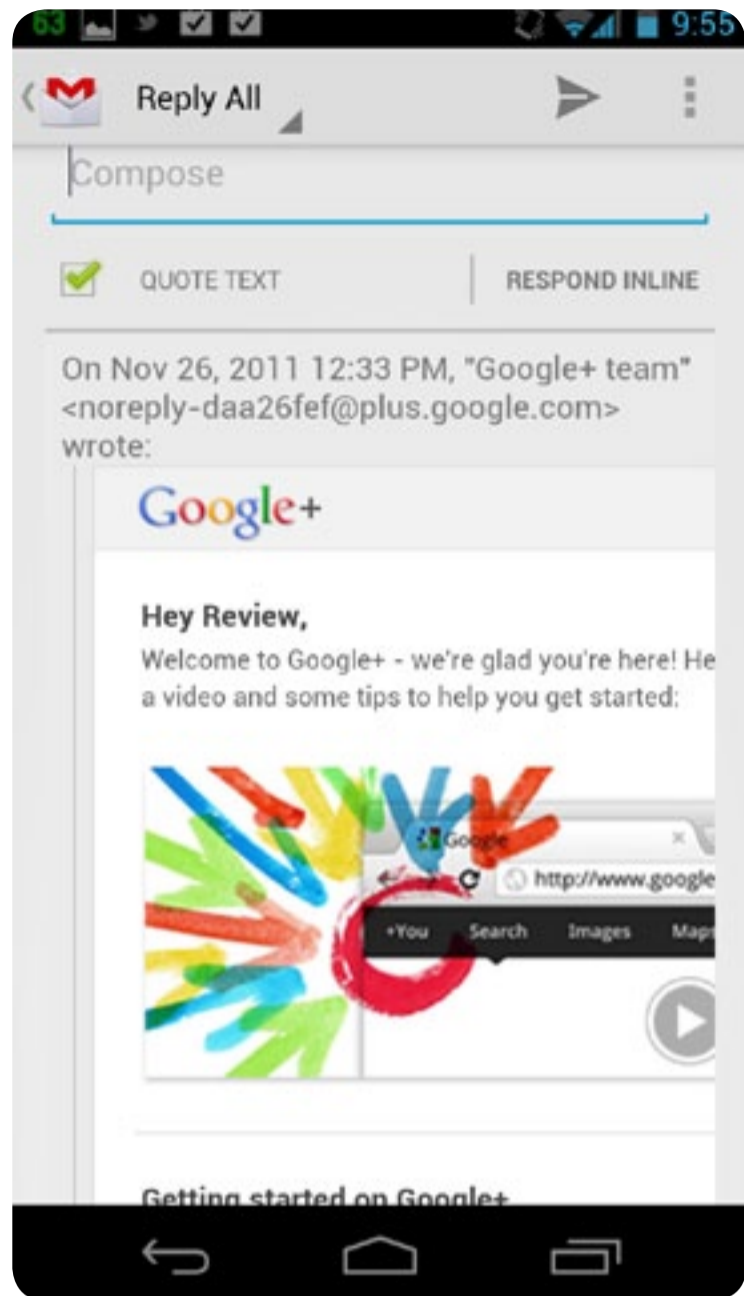 63
9:55
Reply All
Compose
QUOTE TEXT
RESPOND INLINE
On Nov 26, 2011 12:33 PM, "Google+ team"
<noreply-daa26fef@plus.google.com>
wrote:
Google+
Hey Review,
Welcome to Google+ - we're glad you're here! He
a video and some tips to help you get started:
Google
http://www.google
+You Search Images Maps
Getting started on Google+